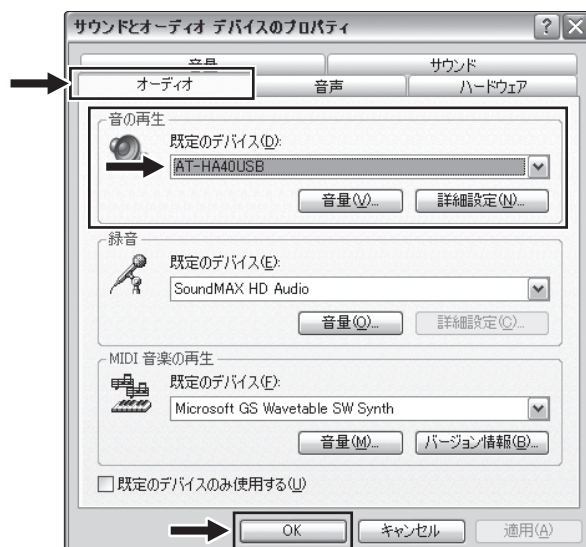 サウンドとオーディオ デバイスのプロパティ
音量 サウンド
オーディオ 音声 ハードウェア
音の再生
既定のデバイス(D):
AT-HA40USB
音量(V)... 詳細設定(N)...
録音
既定のデバイス(E):
SoundMAX HD Audio
音量(O)... 詳細設定(C)...
MIDI 音楽の再生
既定のデバイス(F):
Microsoft GS Wavetable SW Synth
音量(M)... バージョン情報(B)...
既定のデバイスのみ使用する(U)
OK キャンセル 適用(A)